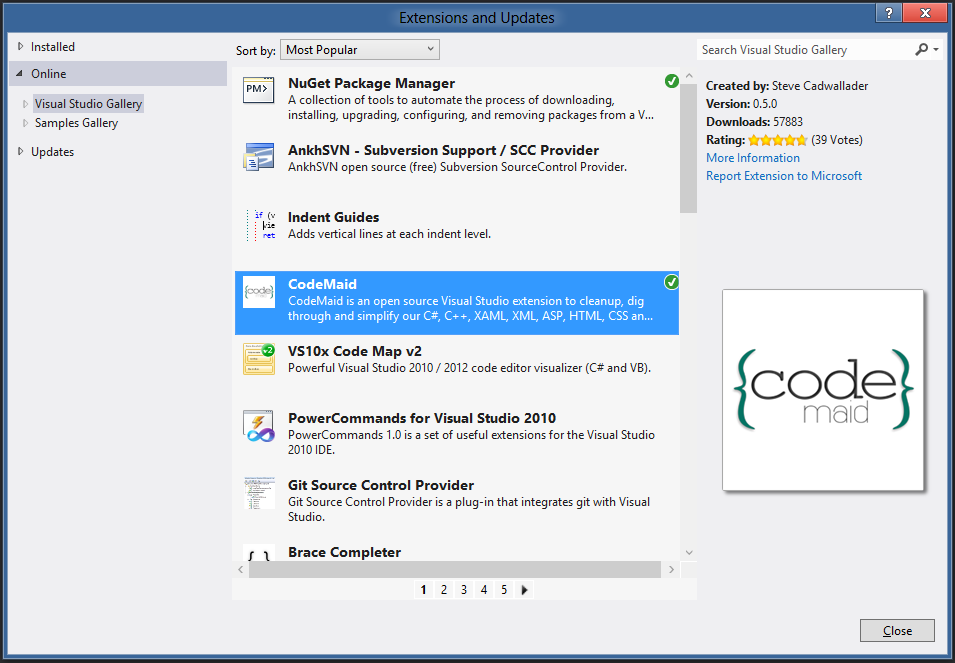 Extensions and Updates
?
X
Installed
Online
Visual Studio Gallery
Samples Gallery
Updates
Sort by:
Most Popular
PM>
NuGet Package Manager
A collection of tools to automate the process of downloading,
installing, upgrading, configuring, and removing packages from a V...
AnkhSVN - Subversion Support / SCC Provider
AnkhSVN open source (free) Subversion SourceControl Provider.
if (v
vie
ret
Indent Guides
Adds vertical lines at each indent level.
{code}
CodeMaid
CodeMaid is an open source Visual Studio extension to cleanup, dig
through and simplify our C#, C++, XAML, XML, ASP, HTML, CSS an...
v2
VS10x Code Map v2
Powerful Visual Studio 2010 / 2012 code editor visualizer (C# and VB).
PowerCommands for Visual Studio 2010
PowerCommands 1.0 is a set of useful extensions for the Visual Studio
2010 IDE.
Git Source Control Provider
Git Source Control Provider is a plug-in that integrates git with Visual
Studio.
{ }
Brace Completer
1 2 3 4 5
Search Visual Studio Gallery
Created by: Steve Cadwallader
Version: 0.5.0
Downloads: 57883
Rating: (39 Votes)
More Information
Report Extension to Microsoft
{code}
maid
Close